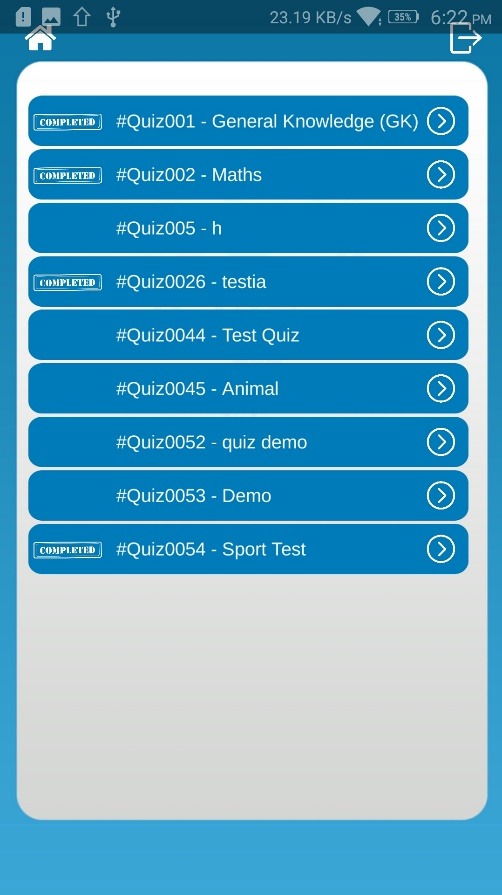 23.19 KB/s 35% 6:22 PM
COMPLETED #Quiz001 - General Knowledge (GK)
COMPLETED #Quiz002 - Maths
#Quiz005 - h
COMPLETED #Quiz0026 - testia
#Quiz0044 - Test Quiz
#Quiz0045 - Animal
#Quiz0052 - quiz demo
#Quiz0053 - Demo
COMPLETED #Quiz0054 - Sport Test